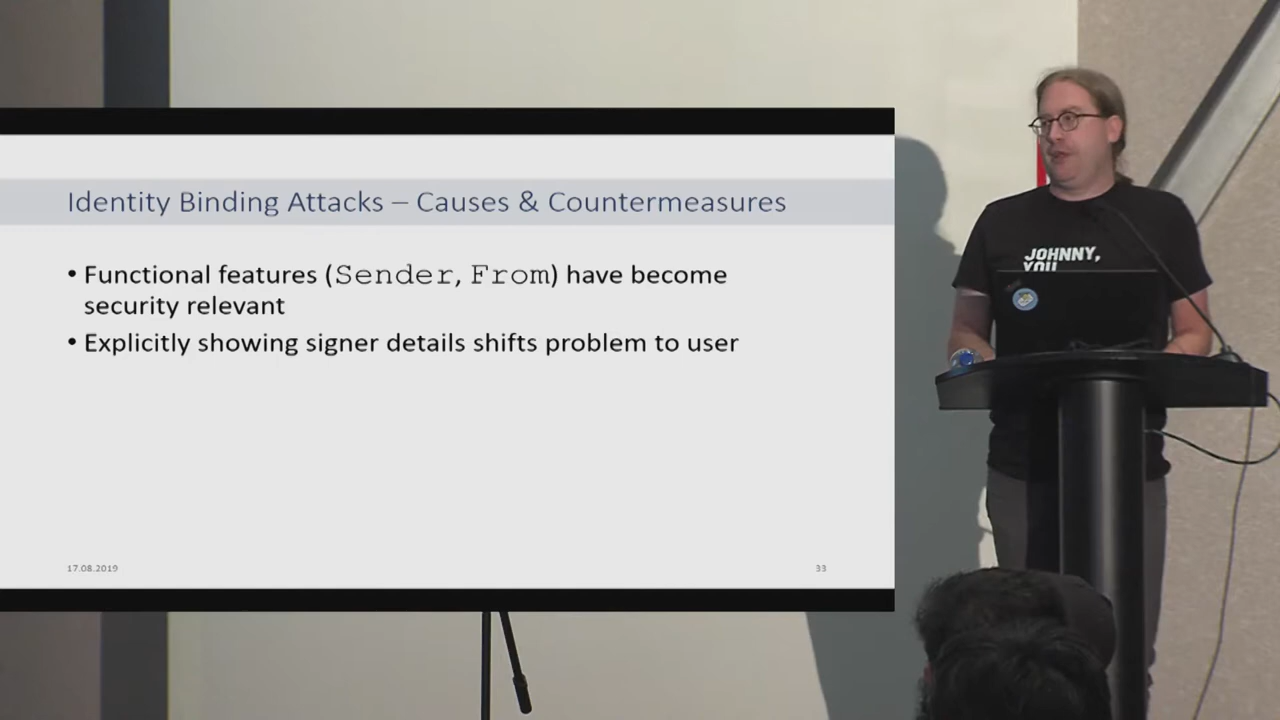 Identity Binding Attacks – Causes & Countermeasures
• Functional features (Sender, From) have become
security relevant
• Explicitly showing signer details shifts problem to user
17.08.2019
33
JOHNNY,
YOU